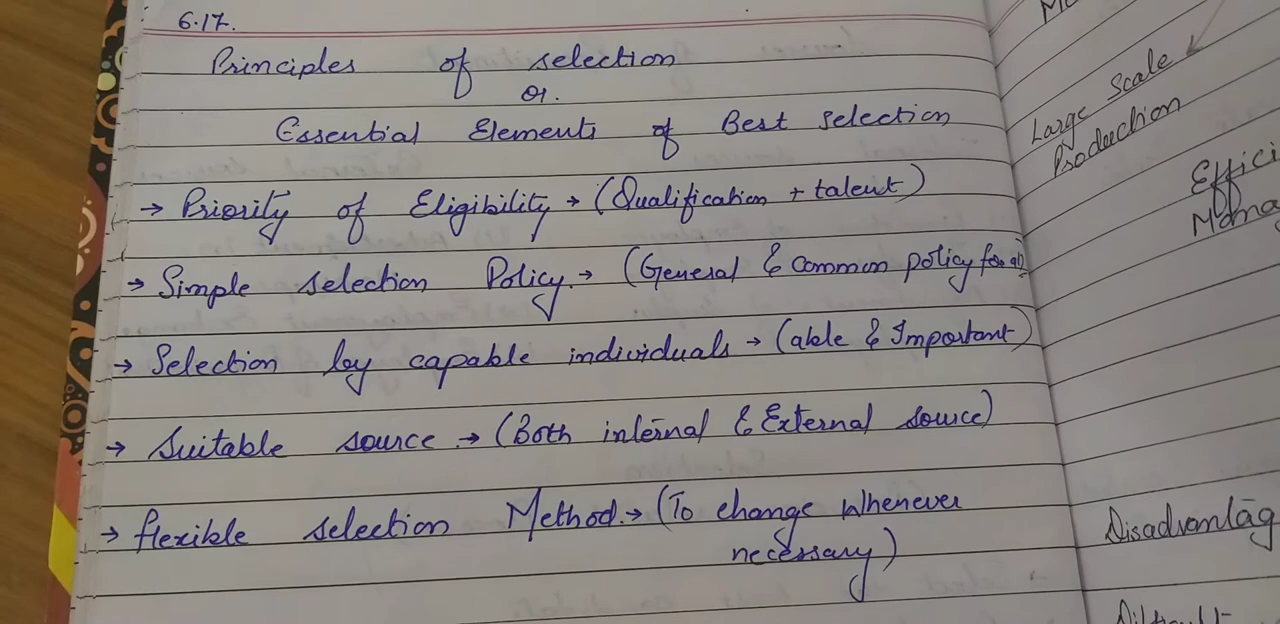 6.17.
Principles of selection
or.
Essential Elements of Best selection
→ Priority of Eligibility → (Qualification + talent)
→ Simple selection Policy. → (General & Common policy for all)
→ Selection by capable individuals → (able & Important)
→ Suitable source → (Both internal & External source)
→ flexible selection Method. → (To change Whenever
necessary)
Large Scale
Production
Effici
Mana
Disadvantag